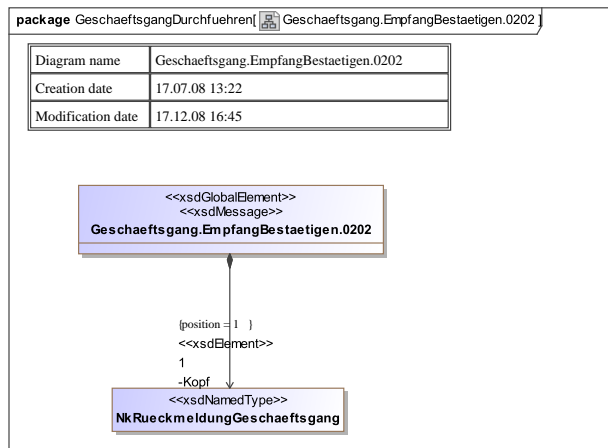 package GeschaeftsgangDurchfuehren[ Geschaeftsgang.EmpfangBestaetigen.0202 ]
Diagram name Geschaeftsgang.EmpfangBestaetigen.0202
Creation date 17.07.08 13:22
Modification date 17.12.08 16:45
<<xsdGlobalElement>>
<<xsdMessage>>
Geschaeftsgang.EmpfangBestaetigen.0202
{position = 1 }
<<xsdElement>>
1
-Kopf
<<xsdNamedType>>
NkRueckmeldungGeschaeftsgang